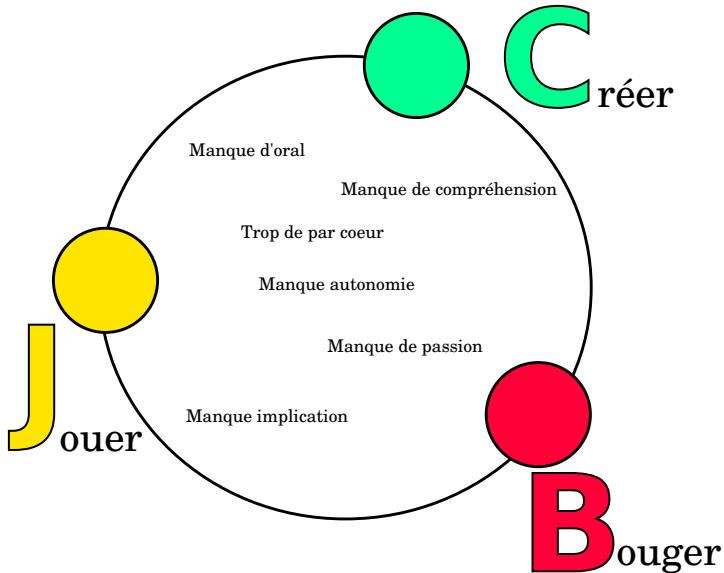 Créer
Manque d'oral
Manque de compréhension
Trop de par coeur
Manque autonomie
Manque de passion
Manque implication
Jouer
Bouger